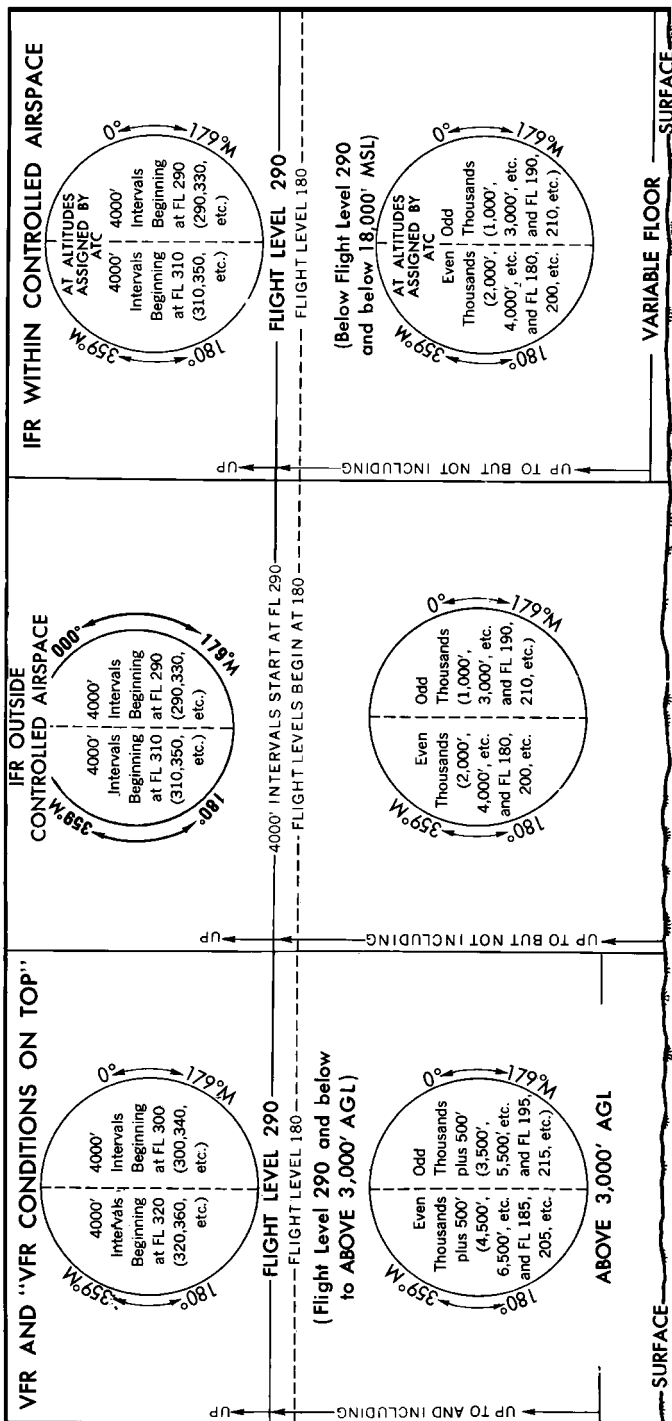 VFR AND "VFR CONDITIONS ON TOP"
359°M
0°
180°
179°M
4000'
Intervals
Beginning
at FL 320
(320,360,
etc.)
4000'
Intervals
Beginning
at FL 300
(300,340,
etc.)
UP
FLIGHT LEVEL 290
FLIGHT LEVEL 180
(Flight Level 290 and below
to ABOVE 3,000' AGL)
UP TO AND INCLUDING
359°M
0°
180°
179°M
Even
Thousands
plus 500'
(4,500',
6,500', etc.
and FL 185,
205, etc.
Odd
Thousands
plus 500'
(3,500',
5,500', etc.
and FL 195,
215, etc.)
ABOVE 3,000' AGL
SURFACE
IFR OUTSIDE
CONTROLLED AIRSPACE
359°M
000°
180°
179°M
4000'
Intervals
Beginning
at FL 310
(310,350,
etc.)
4000'
Intervals
Beginning
at FL 290
(290,330,
etc.)
UP
4000' INTERVALS START AT FL 290
FLIGHT LEVELS BEGIN AT 180
UP TO BUT NOT INCLUDING
359°M
0°
180°
179°M
Even
Thousands
(2,000',
4,000', etc.
and FL 180,
200, etc.
Odd
Thousands
(1,000',
3,000', etc.
and FL 190,
210, etc.)
IFR WITHIN CONTROLLED AIRSPACE
359°M
0°
180°
179°M
AT ALTITUDES
ASSIGNED BY
ATC
4000'
Intervals
Beginning
at FL 310
(310,350,
etc.)
4000'
Intervals
Beginning
at FL 290
(290,330,
etc.)
UP
FLIGHT LEVEL 290
FLIGHT LEVEL 180
(Below Flight Level 290
and below 18,000' MSL)
UP TO BUT NOT INCLUDING
359°M
0°
180°
179°M
AT ALTITUDES
ASSIGNED BY
ATC
Even
Thousands
(2,000',
4,000', etc.
and FL 180,
200, etc.
Odd
Thousands
(1,000',
3,000', etc.
and FL 190,
210, etc.)
VARIABLE FLOOR
SURFACE